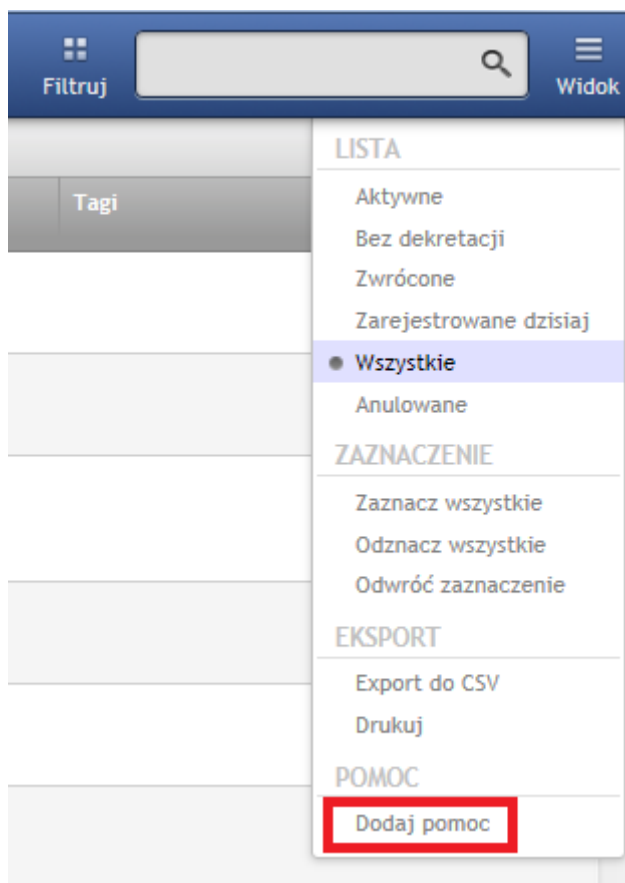 Filtruj
Widok
LISTA
Tagi
Aktywne
Bez dekretacji
Zwrócone
Zarejestrowane dzisiaj
Wszystkie
Anulowane
ZAZNACZENIE
Zaznacz wszystkie
Odznacz wszystkie
Odwróć zaznaczenie
EKSPORT
Export do CSV
Drukuj
POMOC
Dodaj pomoc